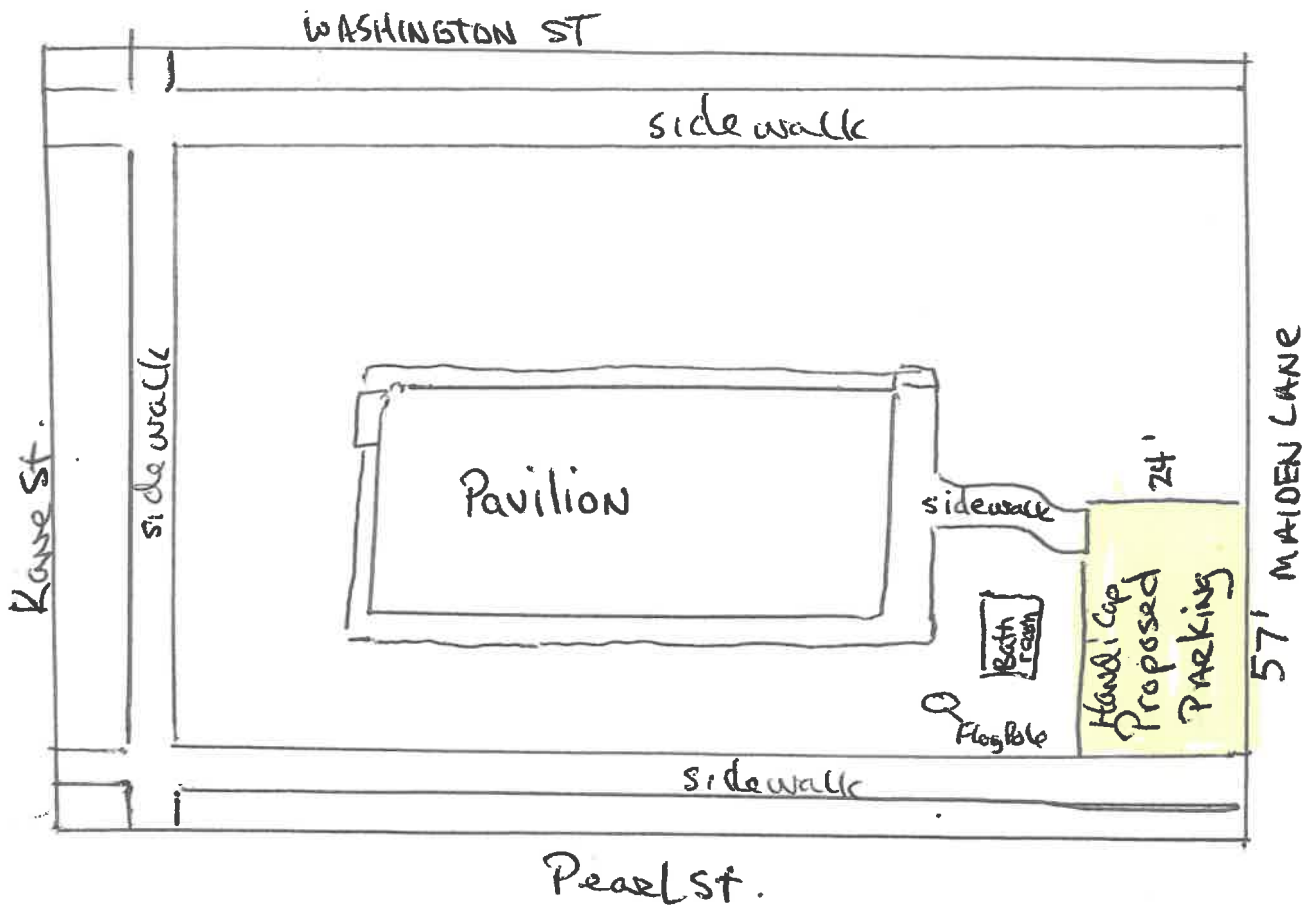 WASHINGTON ST
sidewalk
sidewalk
Kane St.
Pavilion
sidewalk
24'
MAIDEN LANE
57'
HandiCap
Proposed
PARKING
Bath
room
FlagPole
sidewalk
Pearl St.